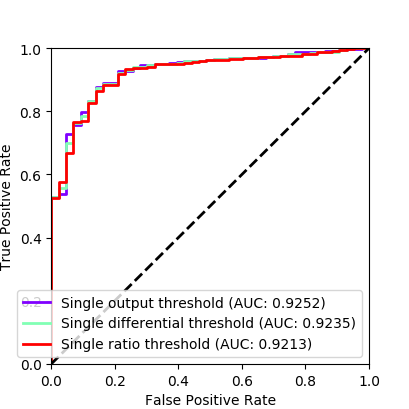 1.0
0.8
0.6
0.4
0.2
0.0
True Positive Rate
Single output threshold (AUC: 0.9252)
Single differential threshold (AUC: 0.9235)
Single ratio threshold (AUC: 0.9213)
0.0 0.2 0.4 0.6 0.8 1.0
False Positive Rate